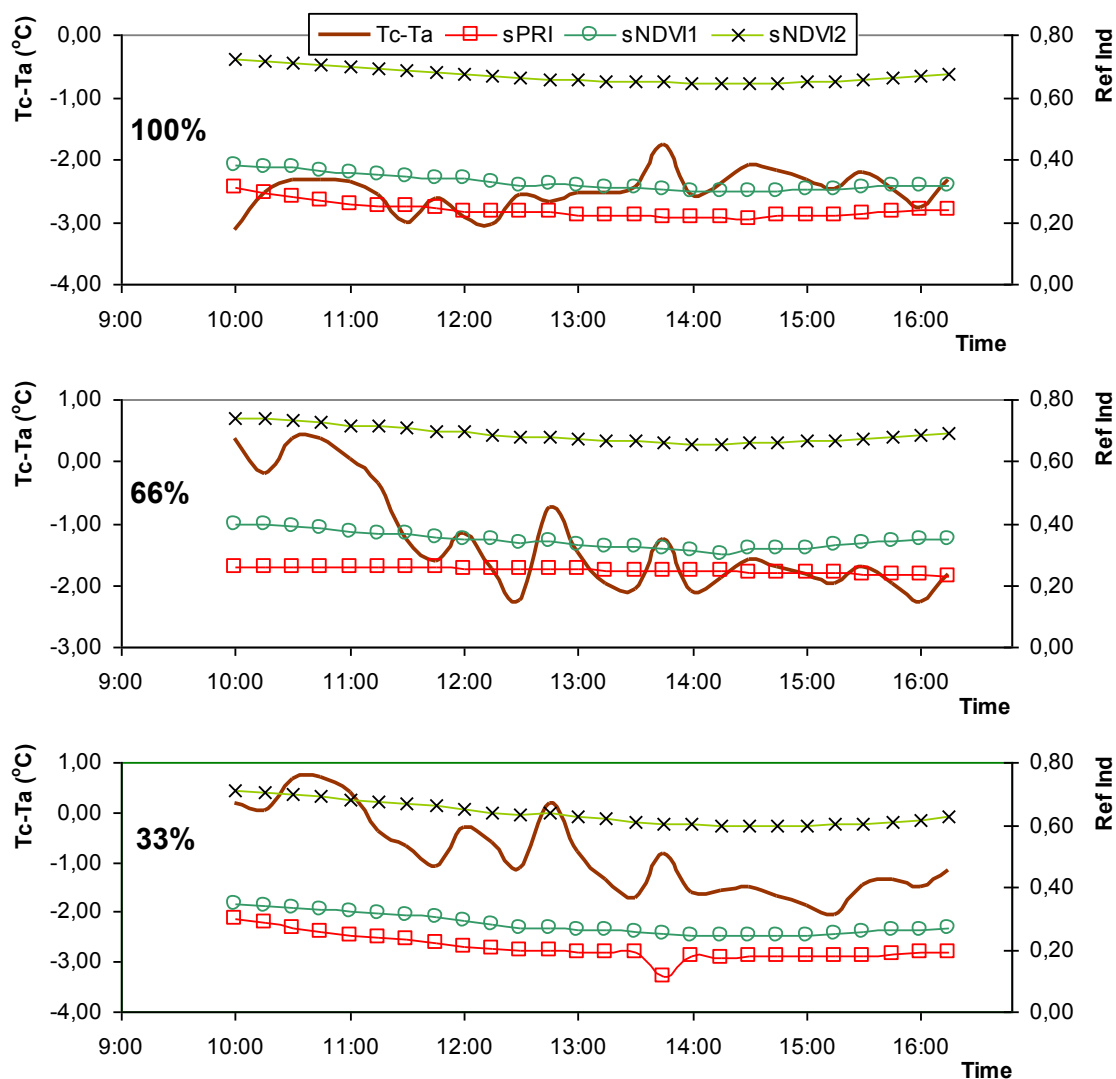 Tc-Ta sPRI sNDVI1 sNDVI2
Tc-Ta (°C)
Ref Ind
0,00 0,80
-1,00 0,60
100%
-2,00 0,40
-3,00 0,20
-4,00 0,00
9:00 10:00 11:00 12:00 13:00 14:00 15:00 16:00
Time
Tc-Ta (°C)
Ref Ind
1,00 0,80
0,00 0,60
66%
-1,00 0,40
-2,00 0,20
-3,00 0,00
9:00 10:00 11:00 12:00 13:00 14:00 15:00 16:00
Time
Tc-Ta (°C)
Ref Ind
1,00 0,80
0,00
0,60
33%
-1,00
0,40
-2,00
0,20
-3,00
-4,00 0,00
9:00 10:00 11:00 12:00 13:00 14:00 15:00 16:00
Time